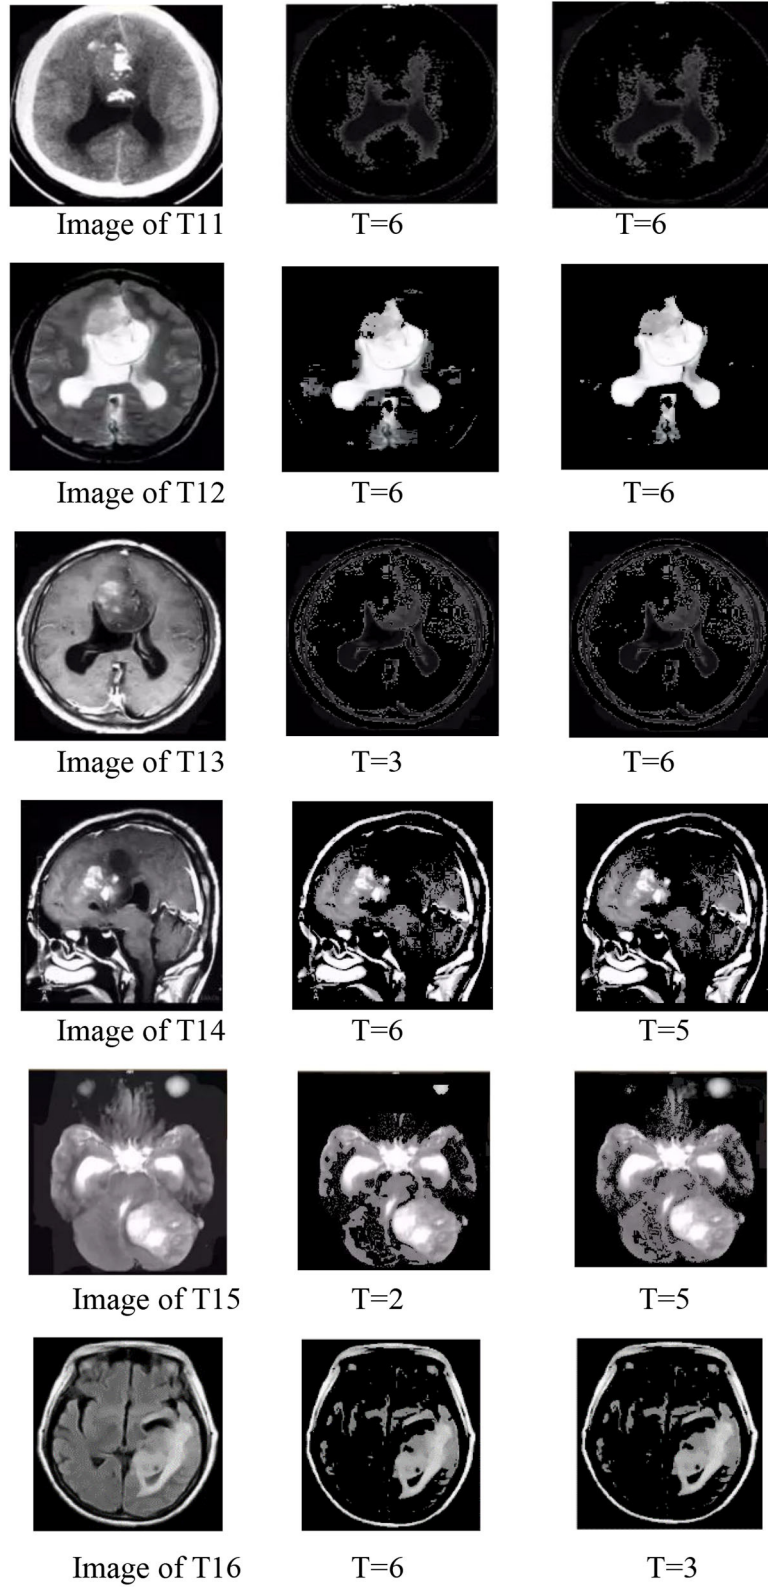 Image of T11 T=6 T=6
Image of T12 T=6 T=6
Image of T13 T=3 T=6
Image of T14 T=6 T=5
Image of T15 T=2 T=5
Image of T16 T=6 T=3